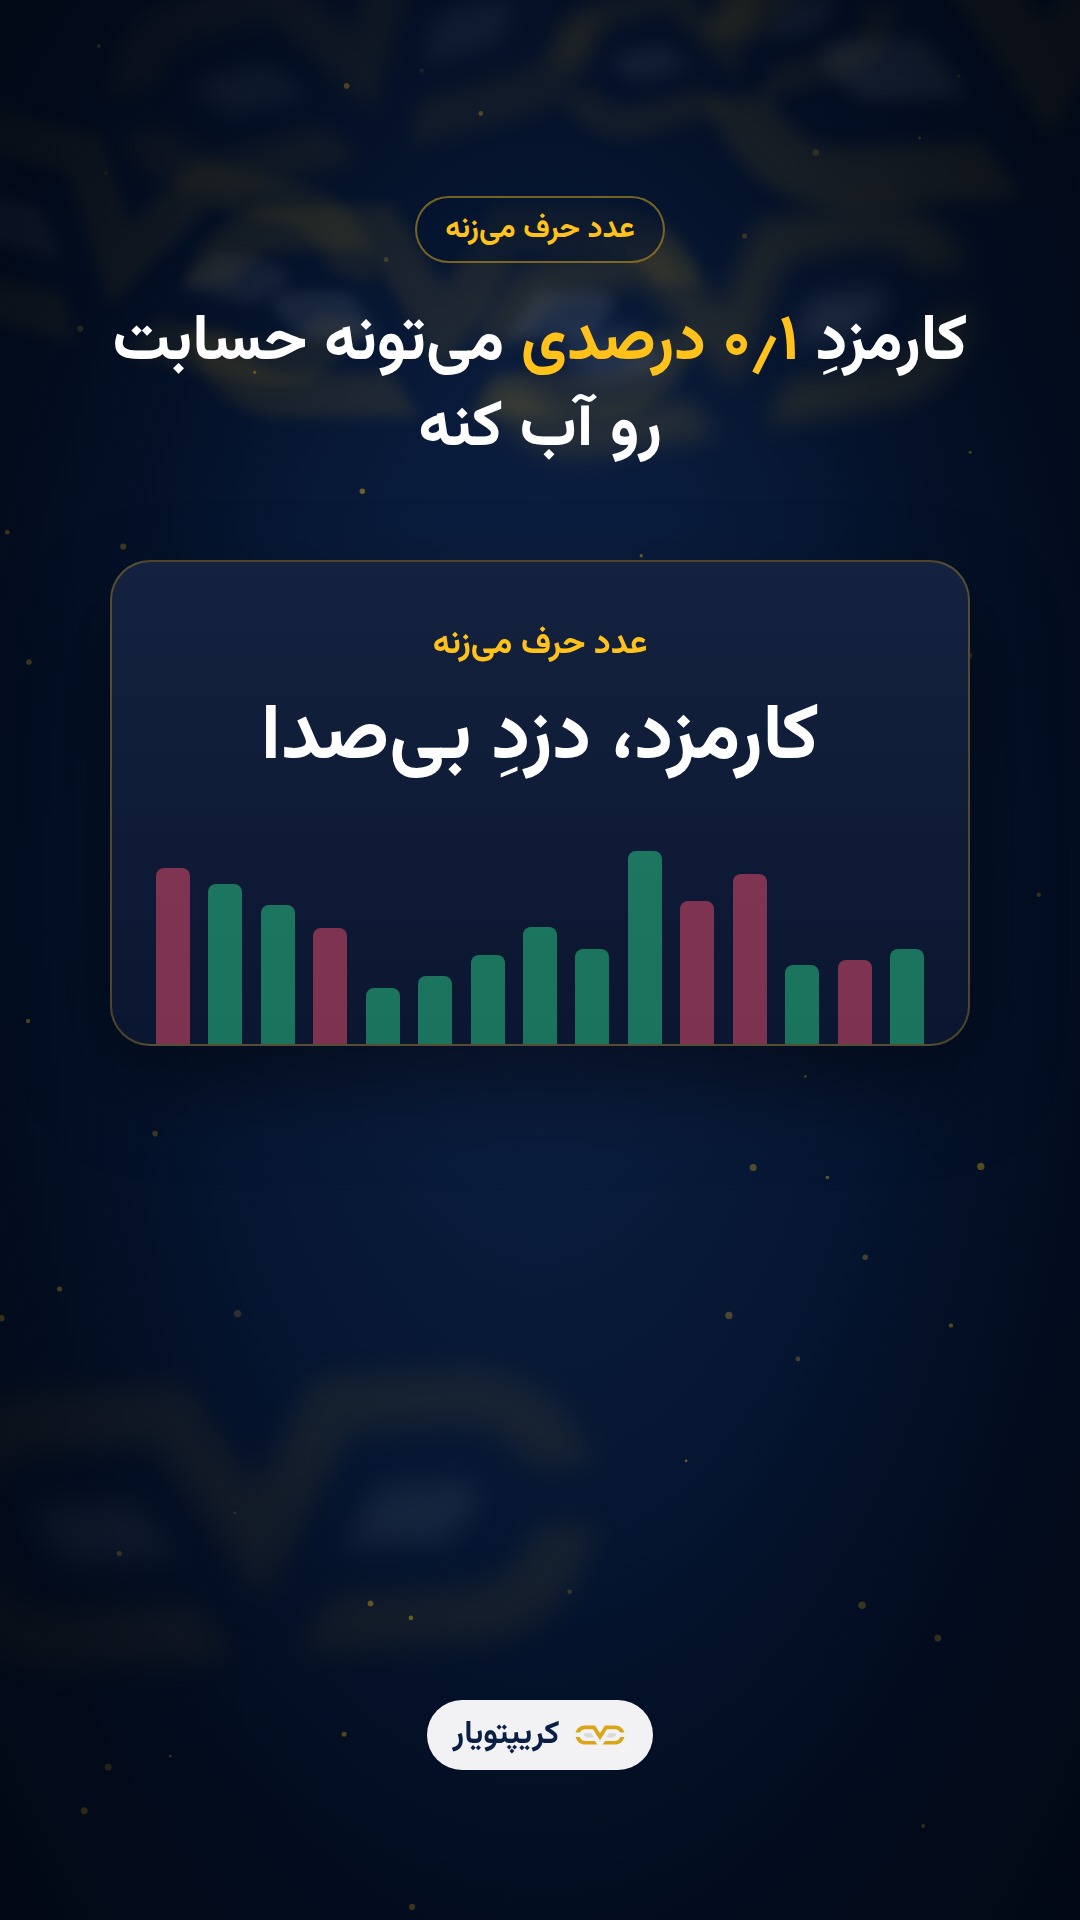 عدد حرف می‌زنه
کارمزدِ ۰٫۱ درصدی می‌تونه حسابت
رو آب کنه
عدد حرف می‌زنه
کارمزد، دزدِ بی‌صدا
کریپتویار